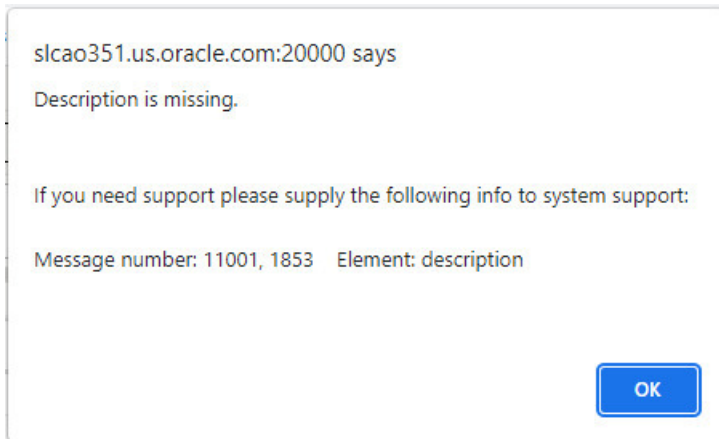 slcao351.us.oracle.com:20000 says
Description is missing.
If you need support please supply the following info to system support:
Message number: 11001, 1853    Element: description
OK